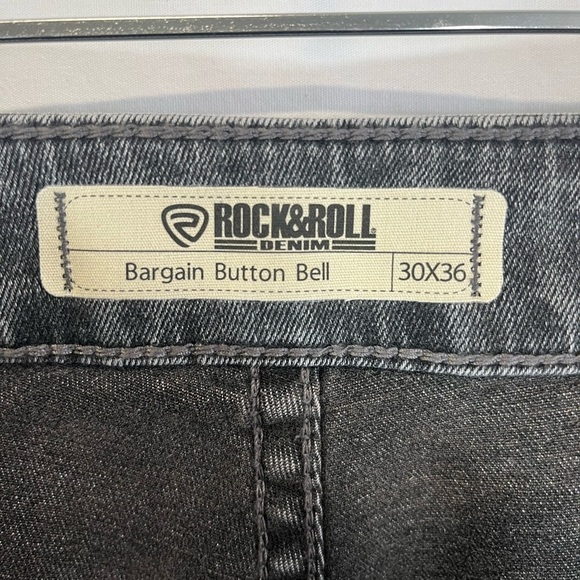 ROCK&ROLL
DENIM
Bargain Button Bell 30X36